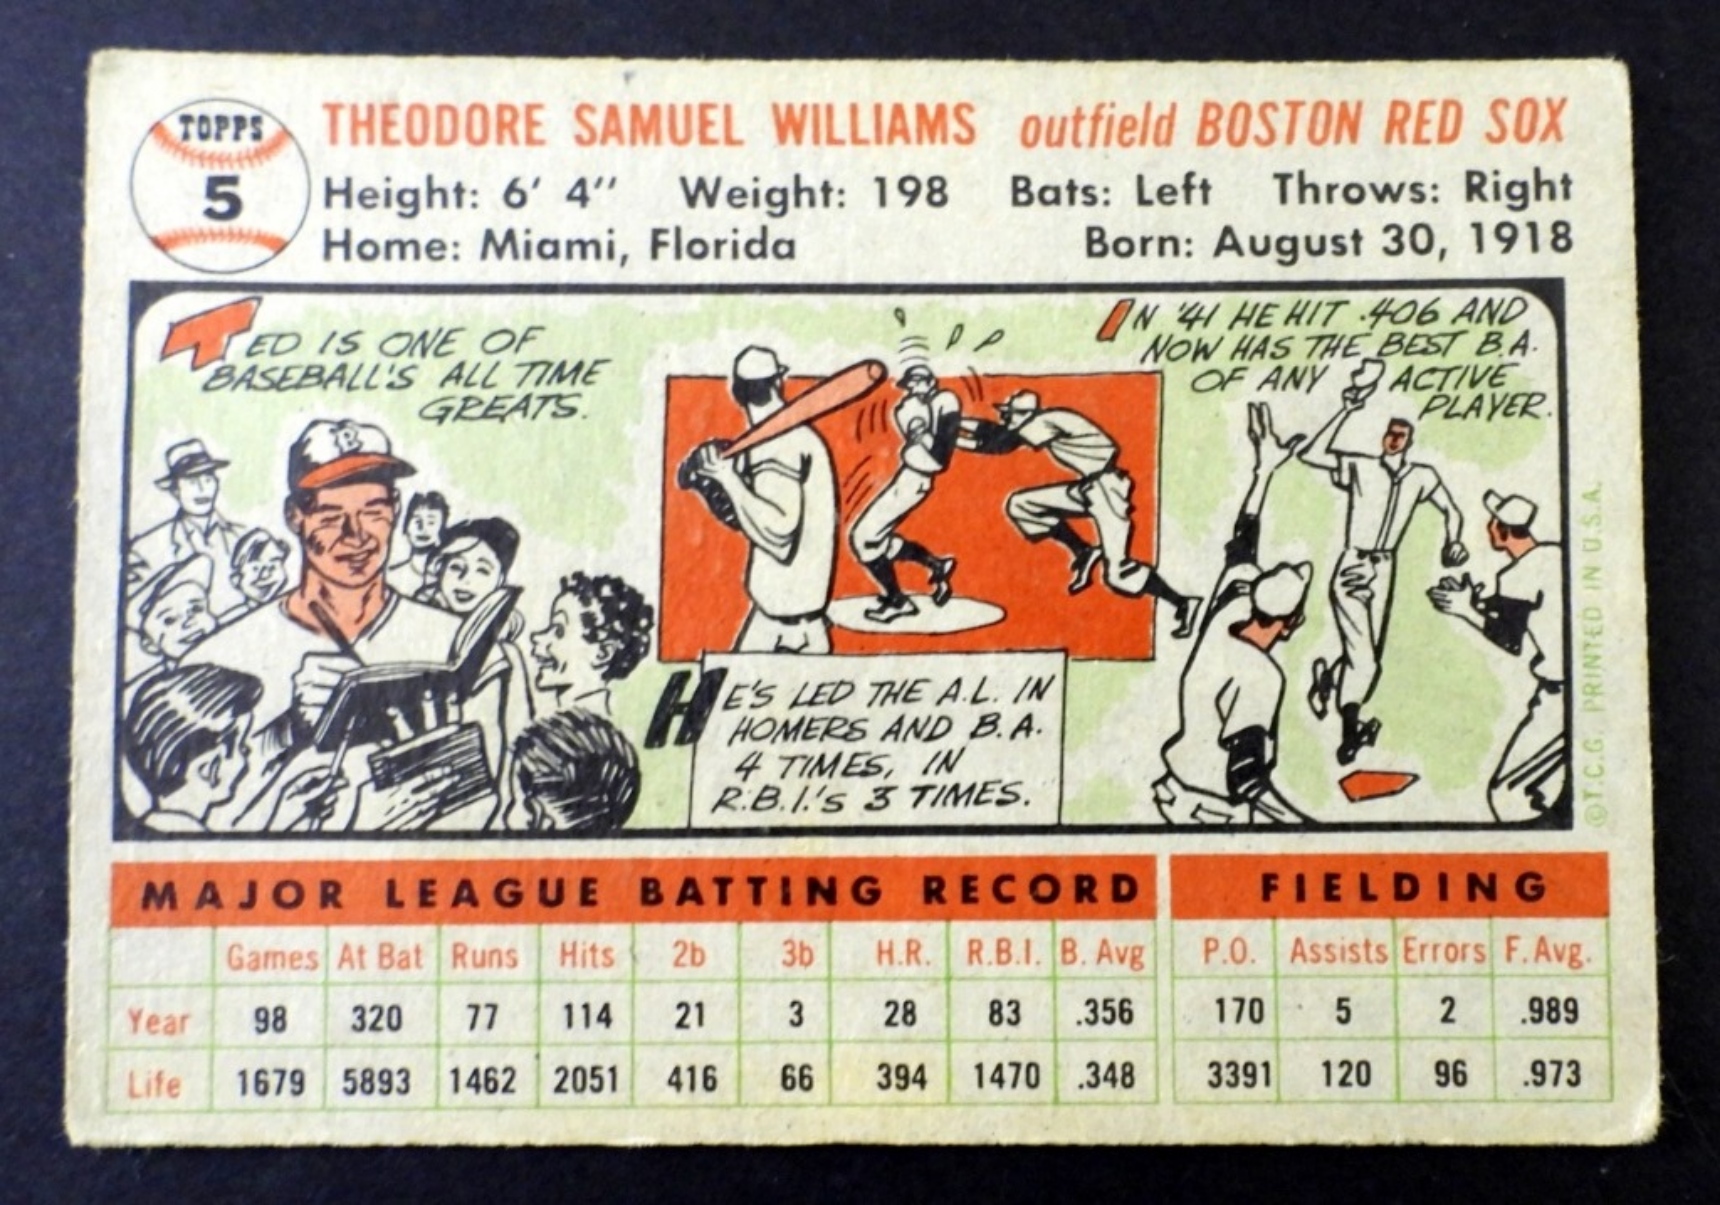 TOPPS
5
THEODORE SAMUEL WILLIAMS outfield BOSTON RED SOX
Height: 6' 4" Weight: 198 Bats: Left Throws: Right
Home: Miami, Florida Born: August 30, 1918
TED IS ONE OF
BASEBALL'S ALL TIME
GREATS.
B
HE'S LED THE A.L. IN
HOMERS AND B.A.
4 TIMES, IN
R.B.I.'s 3 TIMES.
IN '41 HE HIT .406 AND
NOW HAS THE BEST B.A.
OF ANY ACTIVE
PLAYER.
©T.C.G. PRINTED IN U.S.A.
MAJOR LEAGUE BATTING RECORD FIELDING
Games At Bat Runs Hits 2b 3b H.R. R.B.I. B. Avg P.O. Assists Errors F. Avg.
Year 98 320 77 114 21 3 28 83 .356 170 5 2 .989
Life 1679 5893 1462 2051 416 66 394 1470 .348 3391 120 96 .973